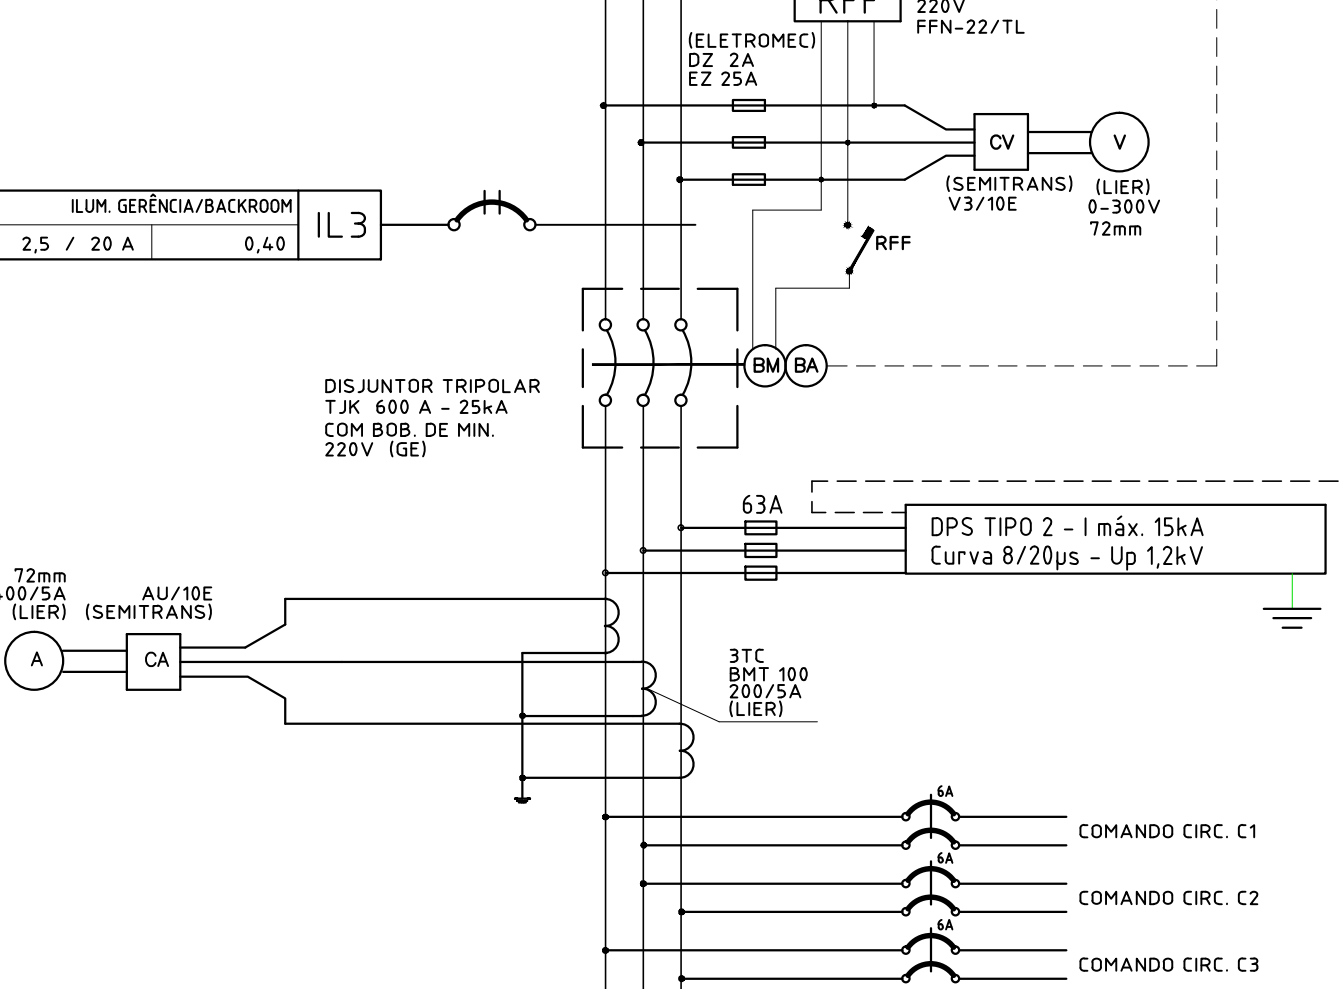 RFF
220V
FFN-22/TL
(ELETROMEC)
DZ 2A
EZ 25A
CV
V
(SEMITRANS)
V3/10E
(LIER)
0-300V
72mm
ILUM. GERÊNCIA/BACKROOM
2,5 / 20 A
0,40
IL3
RFF
BM
BA
DISJUNTOR TRIPOLAR
TJK 600 A - 25kA
COM BOB. DE MIN.
220V (GE)
63A
DPS TIPO 2 - I máx. 15kA
Curva 8/20µs - Up 1,2kV
72mm
00/5A
(LIER)
AU/10E
(SEMITRANS)
A
CA
3TC
BMT 100
200/5A
(LIER)
6A
COMANDO CIRC. C1
6A
COMANDO CIRC. C2
6A
COMANDO CIRC. C3